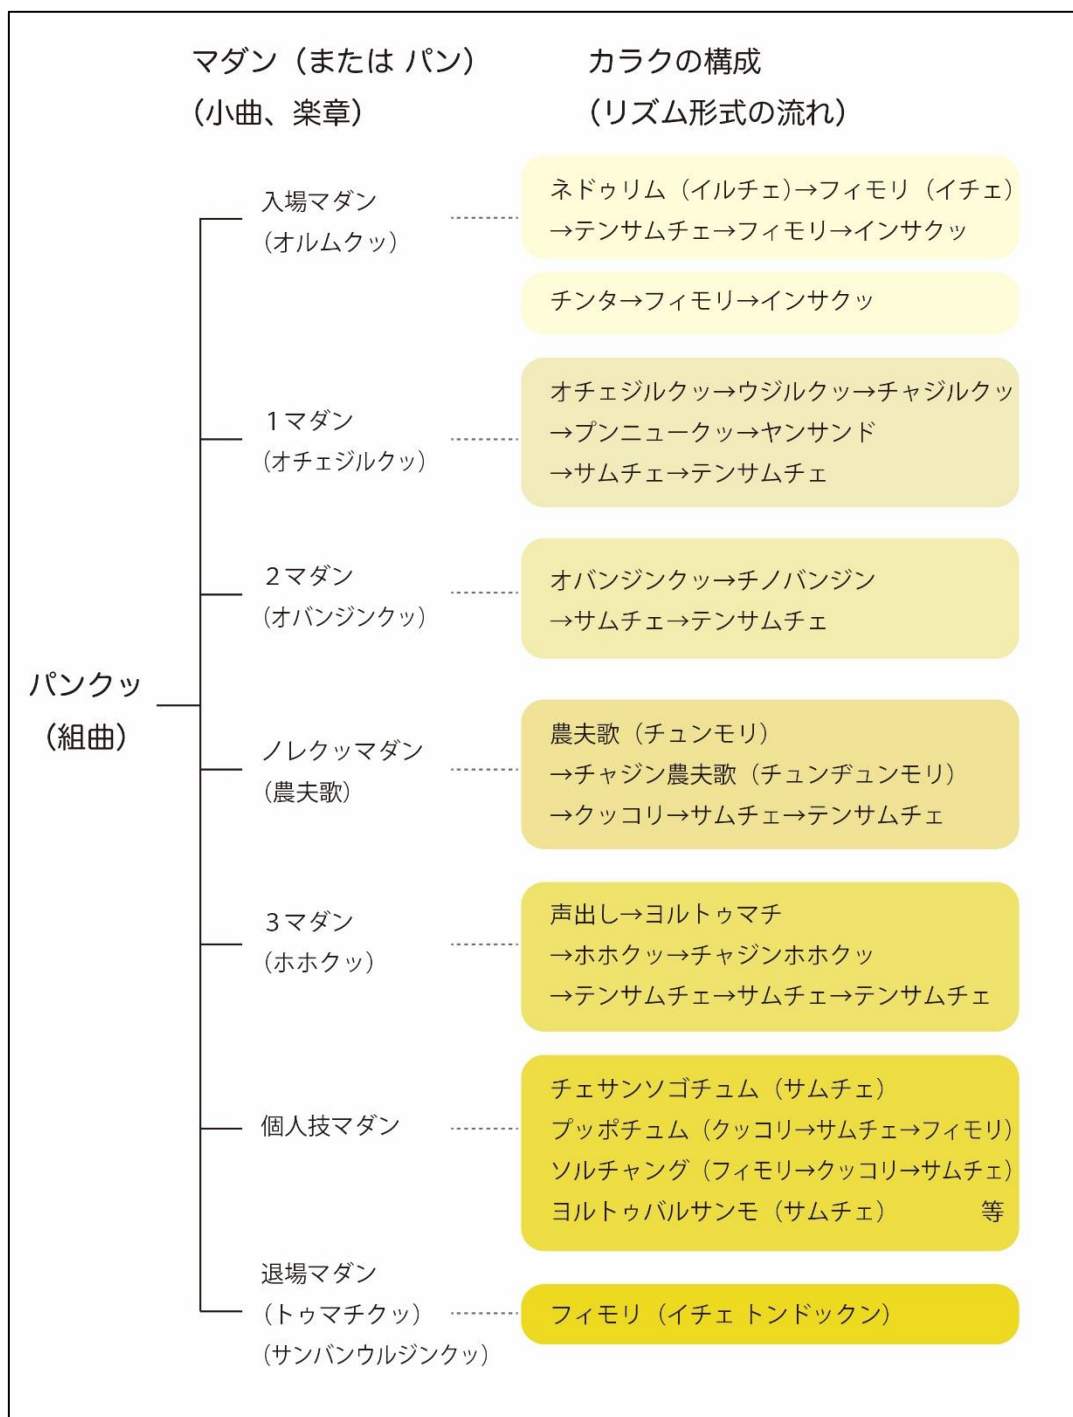 マダン（または パン）
（小曲、楽章）
カラクの構成
（リズム形式の流れ）
パンクッ
（組曲）
入場マダン
（オルムクッ）
ネドゥリム（イルチェ）→フィモリ（イチェ）
→テンサムチェ→フィモリ→インサクッ
チンタ→フィモリ→インサクッ
１マダン
（オチェジルクッ）
オチェジルクッ→ウジルクッ→チャジルクッ
→プンニュークッ→ヤンサンド
→サムチェ→テンサムチェ
２マダン
（オバンジンクッ）
オバンジンクッ→チノバンジン
→サムチェ→テンサムチェ
ノレクッマダン
（農夫歌）
農夫歌（チュンモリ）
→チャジン農夫歌（チュンヂュンモリ）
→クッコリ→サムチェ→テンサムチェ
３マダン
（ホホクッ）
声出し→ヨルトゥマチ
→ホホクッ→チャジンホホクッ
→テンサムチェ→サムチェ→テンサムチェ
個人技マダン
チェサンソゴチュム（サムチェ）
プッポチュム（クッコリ→サムチェ→フィモリ）
ソルチャング（フィモリ→クッコリ→サムチェ）
ヨルトゥバルサンモ（サムチェ） 等
退場マダン
（トゥマチクッ）
（サンバンウルジンクッ）
フィモリ（イチェ トンドックン）